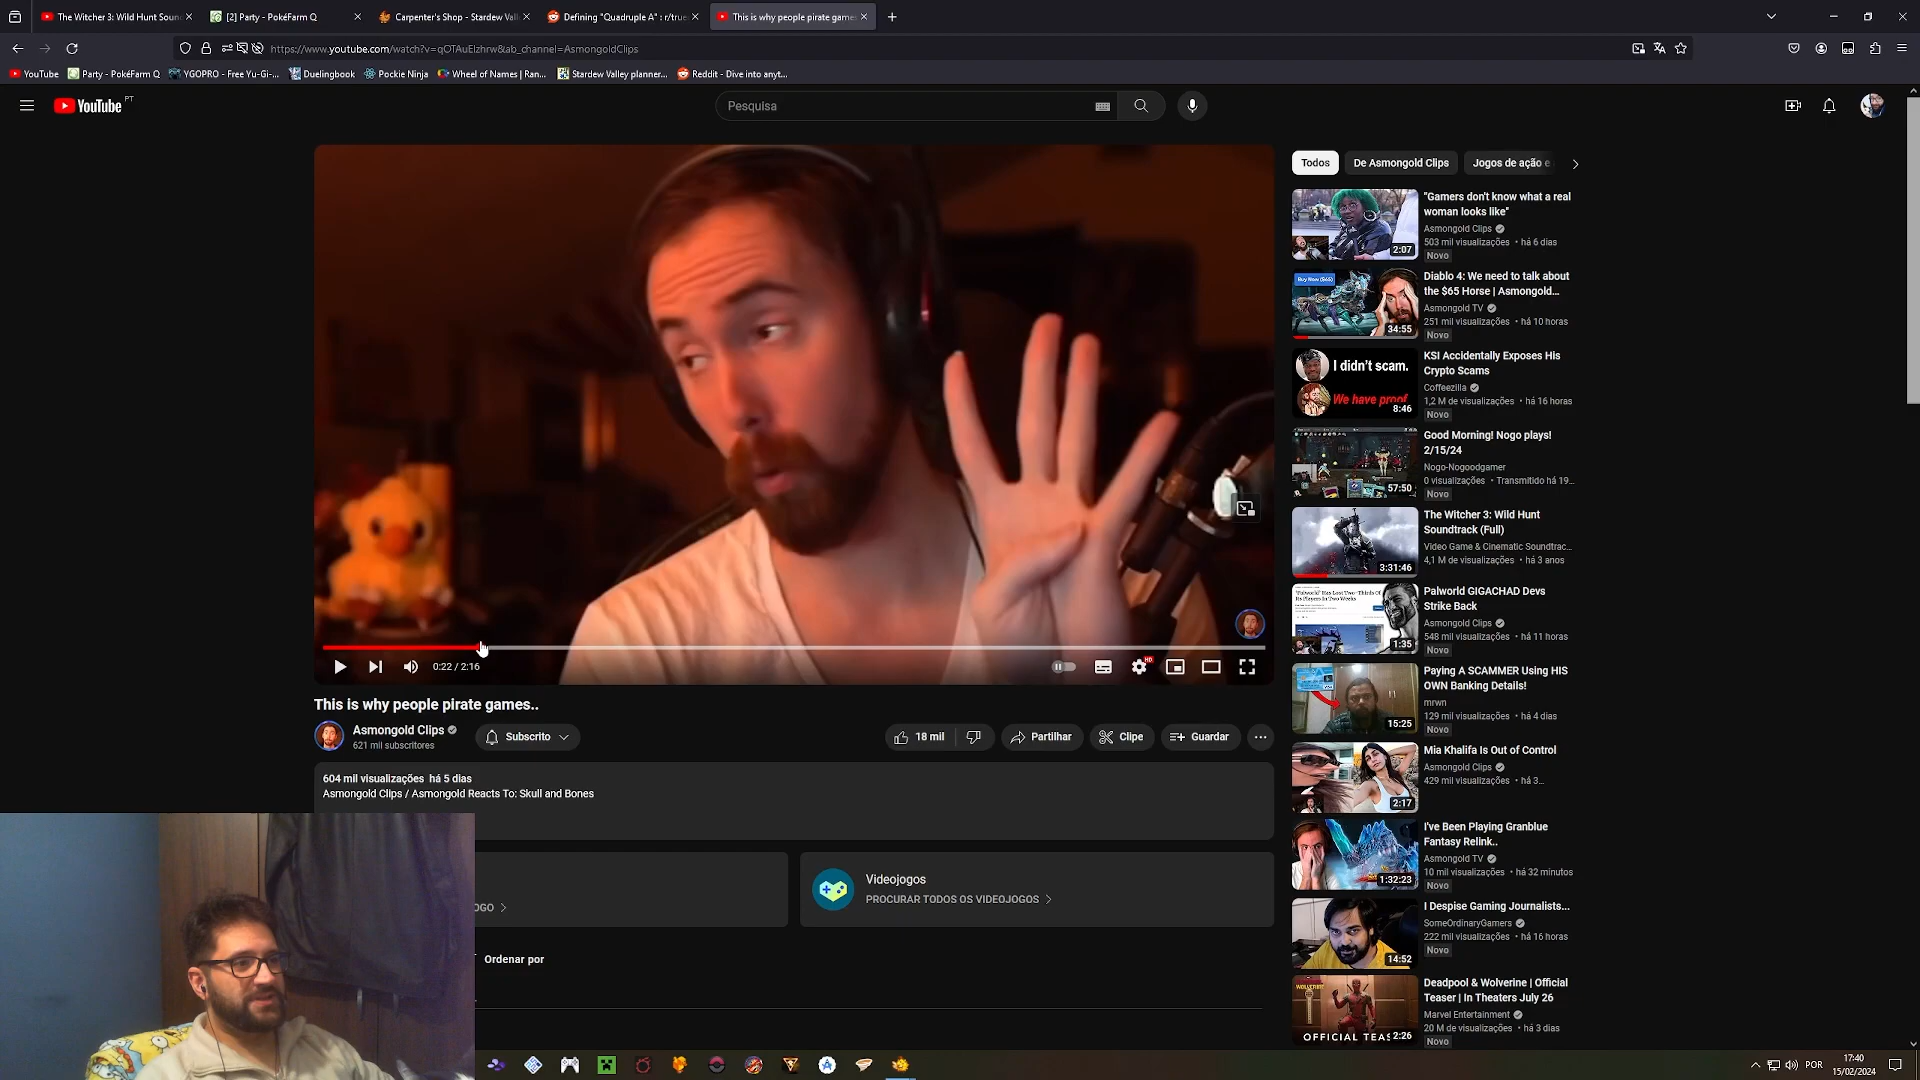 The Witcher 3: Wild Hunt Soun
[2] Party - PokéFarm Q
Carpenter's Shop - Stardew Vall
Defining "Quadruple A" : r/true
This is why people pirate games
https://www.youtube.com/watch?v=qOTAuElzhrw&ab_channel=AsmongoldClips
YouTube
Party - PokéFarm Q
YGOPRO - Free Yu-Gi-...
Duelingbook
Pockie Ninja
Wheel of Names | Ran...
Stardew Valley planner...
Reddit - Dive into anyt...
YouTube PT
Pesquisa
0:22 / 2:16
This is why people pirate games..
Asmongold Clips
621 mil subscritores
Subscrito
18 mil
Partilhar
Clipe
Guardar
604 mil visualizações há 5 dias
Asmongold Clips / Asmongold Reacts To: Skull and Bones
OGO
Videojogos
PROCURAR TODOS OS VIDEOJOGOS
Ordenar por
Todos
De Asmongold Clips
Jogos de ação e
"Gamers don't know what a real
woman looks like"
Asmongold Clips
503 mil visualizações • há 6 dias
Novo
2:07
Diablo 4: We need to talk about
the $65 Horse | Asmongold...
Asmongold TV
251 mil visualizações • há 10 horas
Novo
Buy Now ($65)
34:55
KSI Accidentally Exposes His
Crypto Scams
Coffeezilla
1,2 M de visualizações • há 16 horas
Novo
I didn't scam.
We have proof
8:46
Good Morning! Nogo plays!
2/15/24
Nogo-Nogoodgamer
0 visualizações • Transmitido há 19...
Novo
57:50
The Witcher 3: Wild Hunt
Soundtrack (Full)
Video Game & Cinematic Soundtrac...
4,1 M de visualizações • há 3 anos
3:31:46
Palworld GIGACHAD Devs
Strike Back
Asmongold Clips
548 mil visualizações • há 11 horas
Novo
'Palworld' Has Lost Two-Thirds Of
Its Players In Two Weeks
1:35
Paying A SCAMMER Using HIS
OWN Banking Details!
mrwn
129 mil visualizações • há 4 dias
Novo
15:25
Mia Khalifa Is Out of Control
Asmongold Clips
429 mil visualizações • há 3...
2:17
I've Been Playing Granblue
Fantasy Relink..
Asmongold TV
10 mil visualizações • há 32 minutos
Novo
1:32:23
I Despise Gaming Journalists...
SomeOrdinaryGamers
222 mil visualizações • há 16 horas
Novo
14:52
Deadpool & Wolverine | Official
Teaser | In Theaters July 26
Marvel Entertainment
20 M de visualizações • há 3 dias
Novo
OFFICIAL TEAS
2:26
POR
17:40
15/02/2024